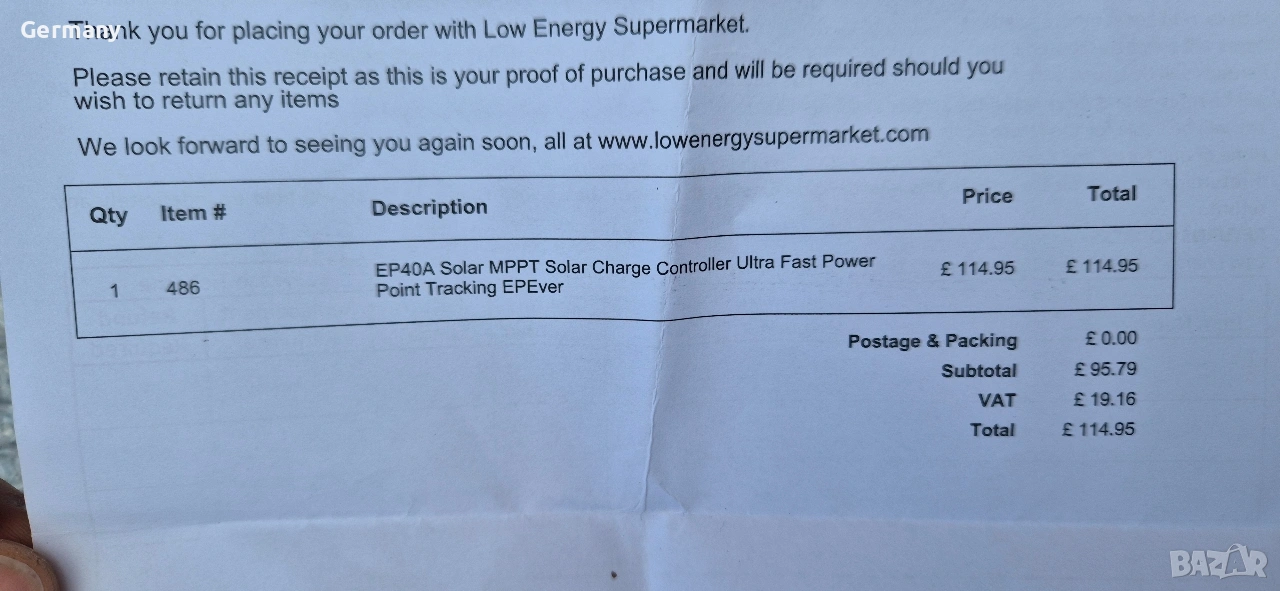 Germany
Thank you for placing your order with Low Energy Supermarket.
Please retain this receipt as this is your proof of purchase and will be required should you
wish to return any items
We look forward to seeing you again soon, all at www.lowenergysupermarket.com
Qty Item # Description Price Total
1 486 EP40A Solar MPPT Solar Charge Controller Ultra Fast Power £ 114.95 £ 114.95
Point Tracking EPEver
Postage & Packing £ 0.00
Subtotal £ 95.79
VAT £ 19.16
Total £ 114.95
BAZAR